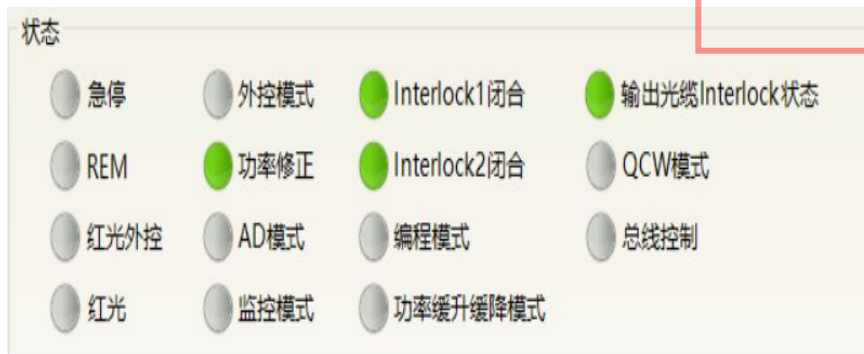 状态
急停 外控模式 Interlock1闭合 输出光缆Interlock状态
REM 功率修正 Interlock2闭合 QCW模式
红光外控 AD模式 编程模式 总线控制
红光 监控模式 功率缓升缓降模式